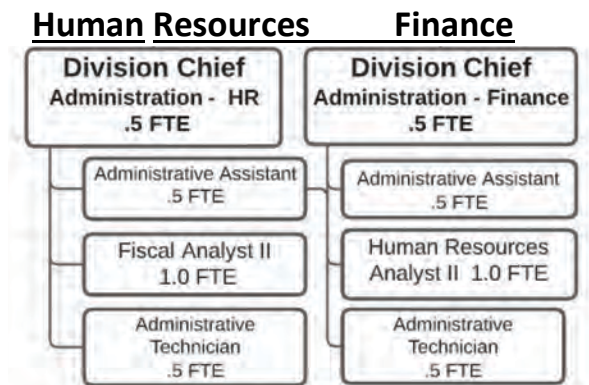 Human Resources Finance
Division Chief
Administration - HR
.5 FTE
Administrative Assistant
.5 FTE
Fiscal Analyst II
1.0 FTE
Administrative
Technician
.5 FTE
Division Chief
Administration - Finance
.5 FTE
Administrative Assistant
.5 FTE
Human Resources
Analyst II 1.0 FTE
Administrative
Technician
.5 FTE